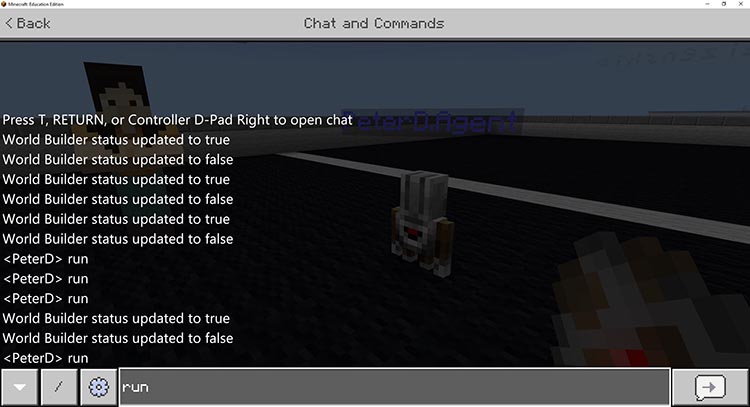 Minecraft: Education Edition
< Back
Chat and Commands
PeterD.Agent
Press T, RETURN, or Controller D-Pad Right to open chat
World Builder status updated to true
World Builder status updated to false
World Builder status updated to true
World Builder status updated to false
World Builder status updated to true
World Builder status updated to false
<PeterD> run
<PeterD> run
<PeterD> run
World Builder status updated to true
World Builder status updated to false
<PeterD> run
/
run